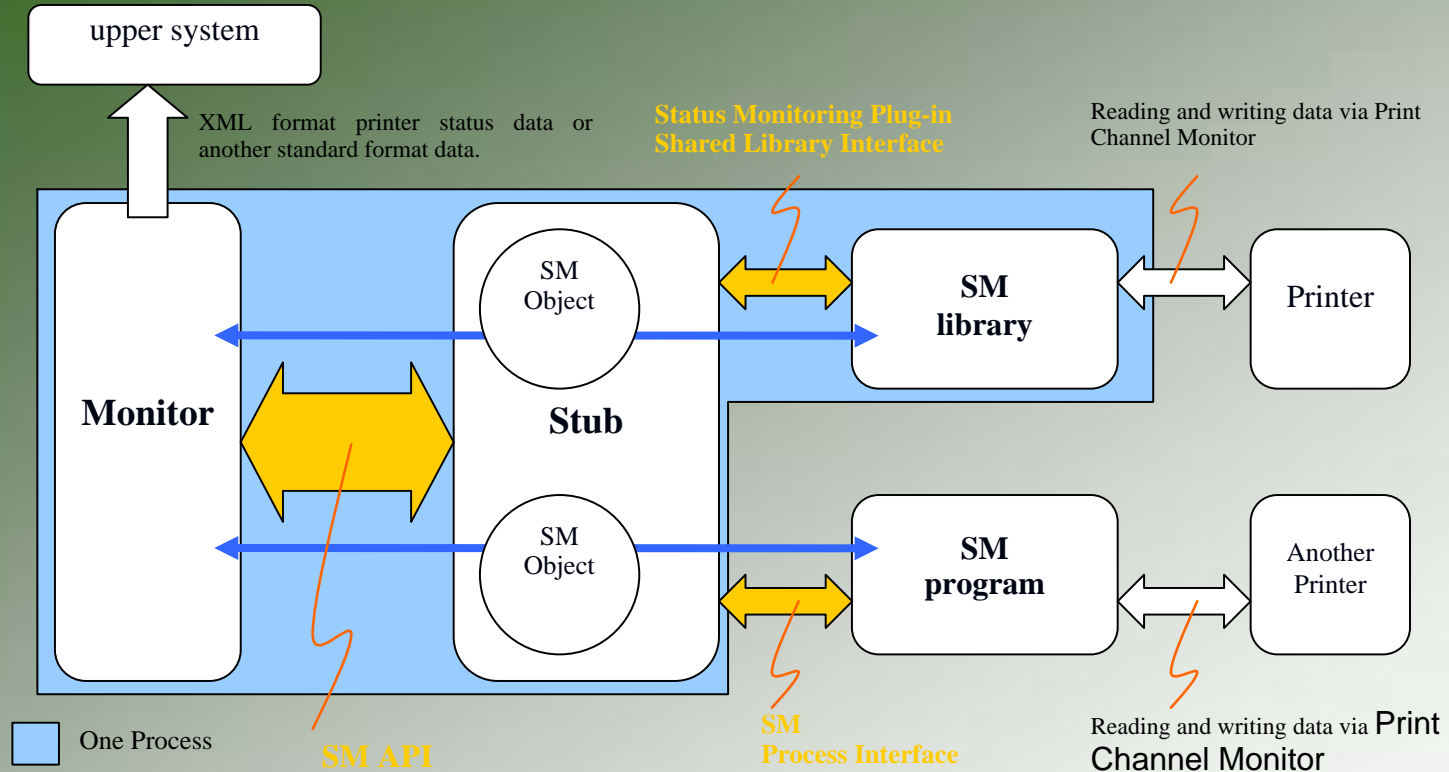 upper system
XML format printer status data or
another standard format data.
Status Monitoring Plug-in
Shared Library Interface
Reading and writing data via Print
Channel Monitor
SM
Object
SM
library
Printer
Monitor
Stub
SM
Object
SM
program
Another
Printer
One Process
SM API
SM
Process Interface
Reading and writing data via Print
Channel Monitor